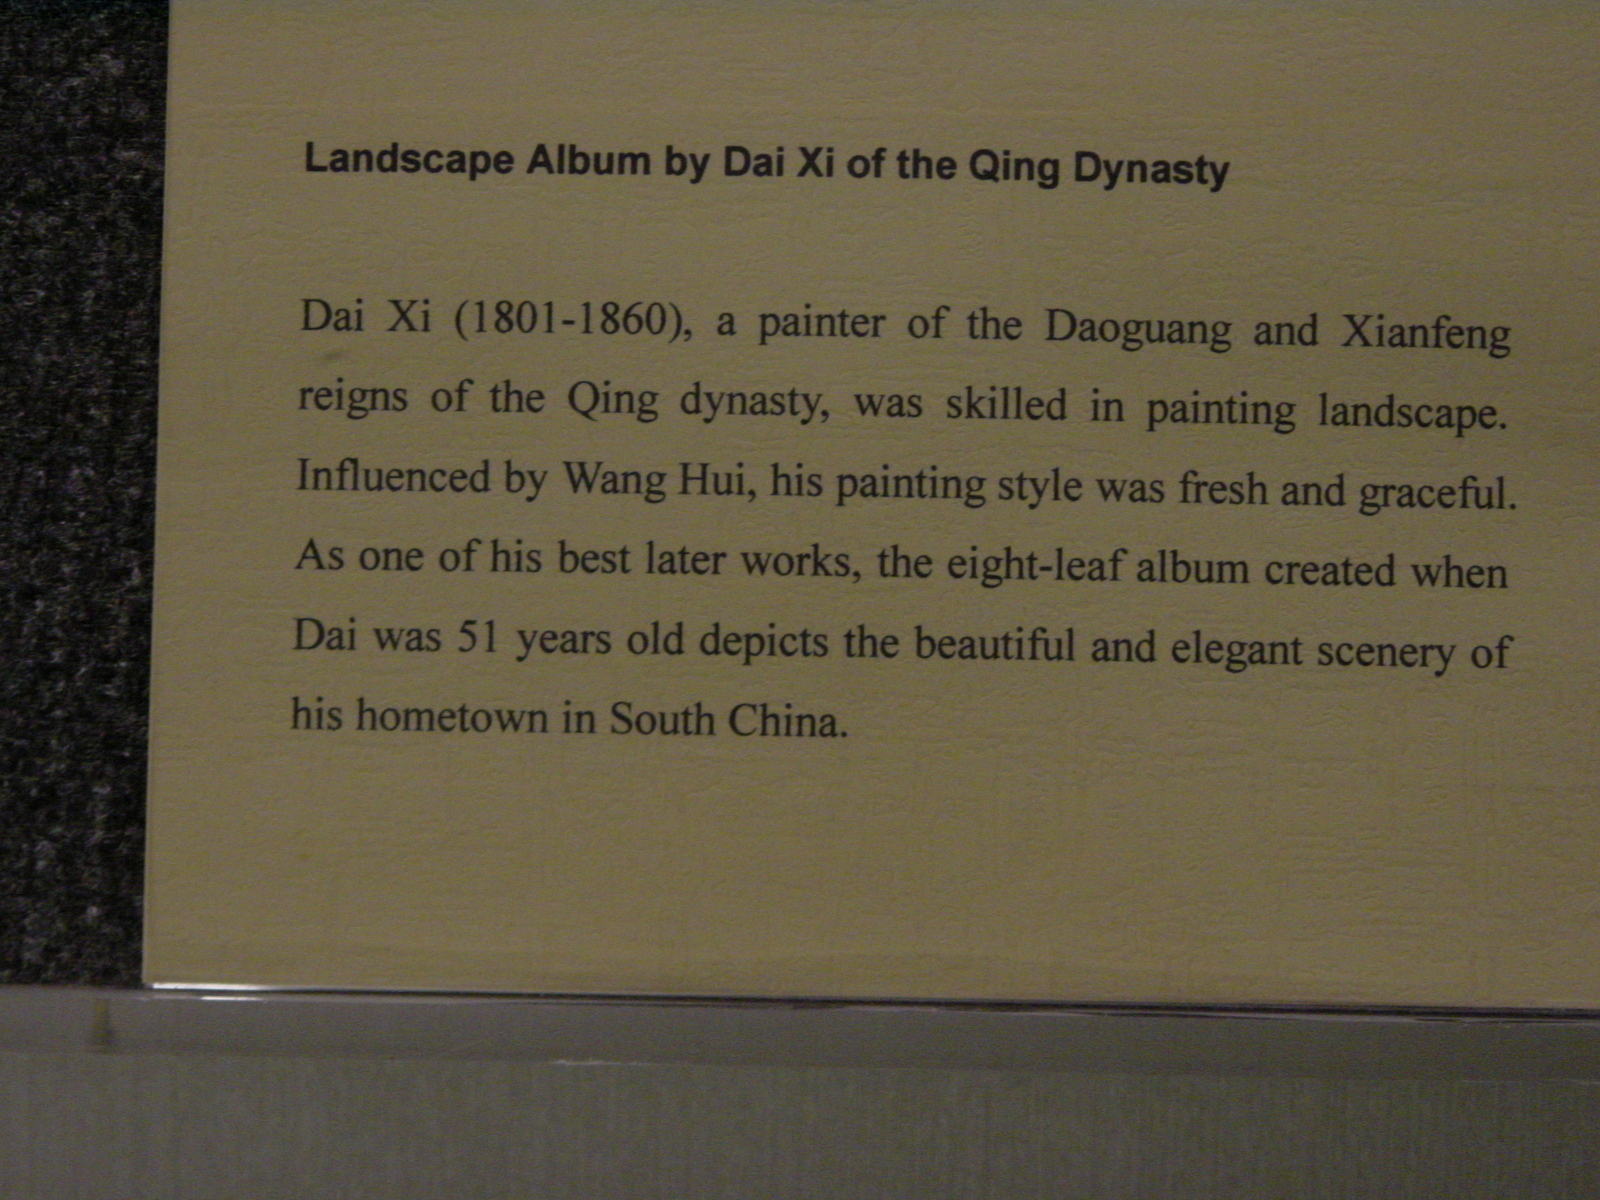 Landscape Album by Dai Xi of the Qing Dynasty
Dai Xi (1801-1860), a painter of the Daoguang and Xianfeng
reigns of the Qing dynasty, was skilled in painting landscape.
Influenced by Wang Hui, his painting style was fresh and graceful.
As one of his best later works, the eight-leaf album created when
Dai was 51 years old depicts the beautiful and elegant scenery of
his hometown in South China.